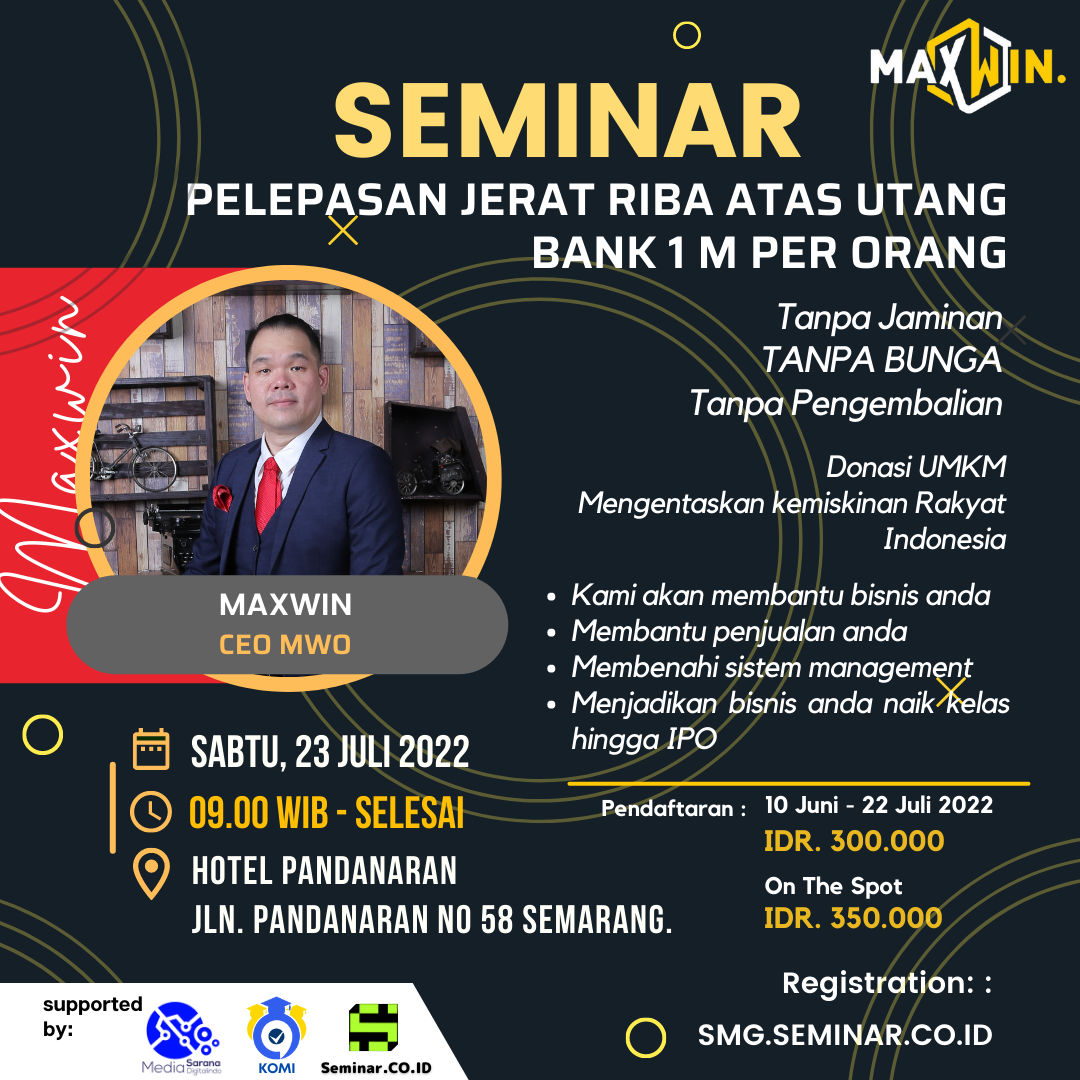 MAXWIN.
SEMINAR
PELEPASAN JERAT RIBA ATAS UTANG
BANK 1 M PER ORANG
Tanpa Jaminan
TANPA BUNGA
Tanpa Pengembalian
Donasi UMKM
Mengentaskan kemiskinan Rakyat
Indonesia
Maxwin
MAXWIN
CEO MWO
• Kami akan membantu bisnis anda
• Membantu penjualan anda
• Membenahi sistem management
• Menjadikan bisnis anda naik kelas
hingga IPO
SABTU, 23 JULI 2022
09.00 WIB - SELESAI
HOTEL PANDANARAN
JLN. PANDANARAN NO 58 SEMARANG.
Pendaftaran : 10 Juni - 22 Juli 2022
IDR. 300.000
On The Spot
IDR. 350.000
Registration: :
SMG.SEMINAR.CO.ID
supported
by:
Media Sarana
Digitalindo
KOMI
Seminar.CO.ID